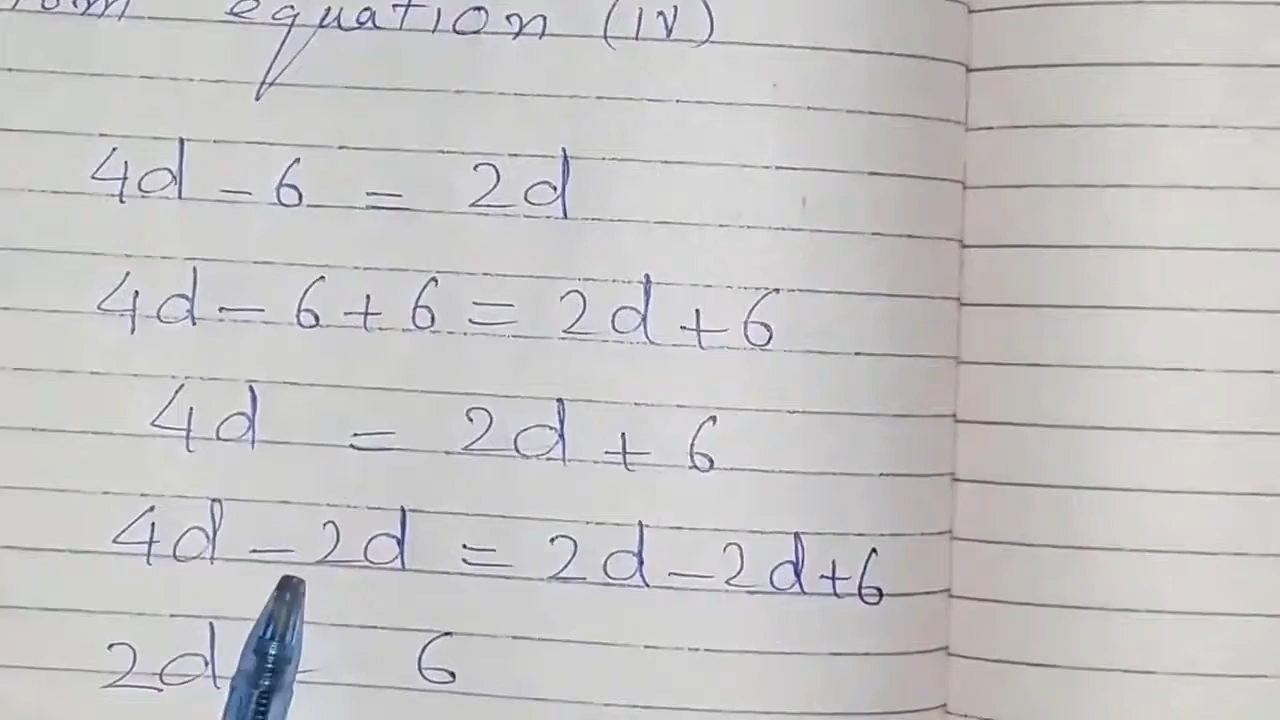 equation (iv)
4d - 6 = 2d
4d - 6 + 6 = 2d + 6
4d = 2d + 6
4d - 2d = 2d - 2d + 6
2d = 6